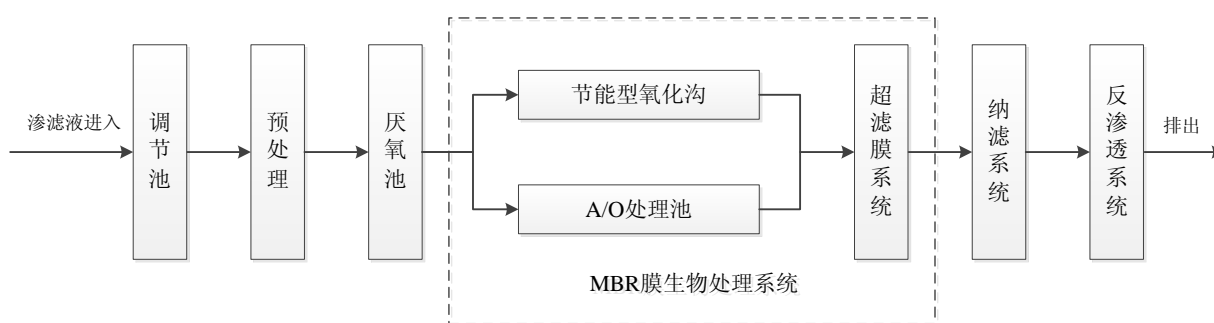 渗滤液进入
调节池
预处理
厌氧池
节能型氧化沟
A/O处理池
超滤膜系统
MBR膜生物处理系统
纳滤系统
反渗透系统
排出